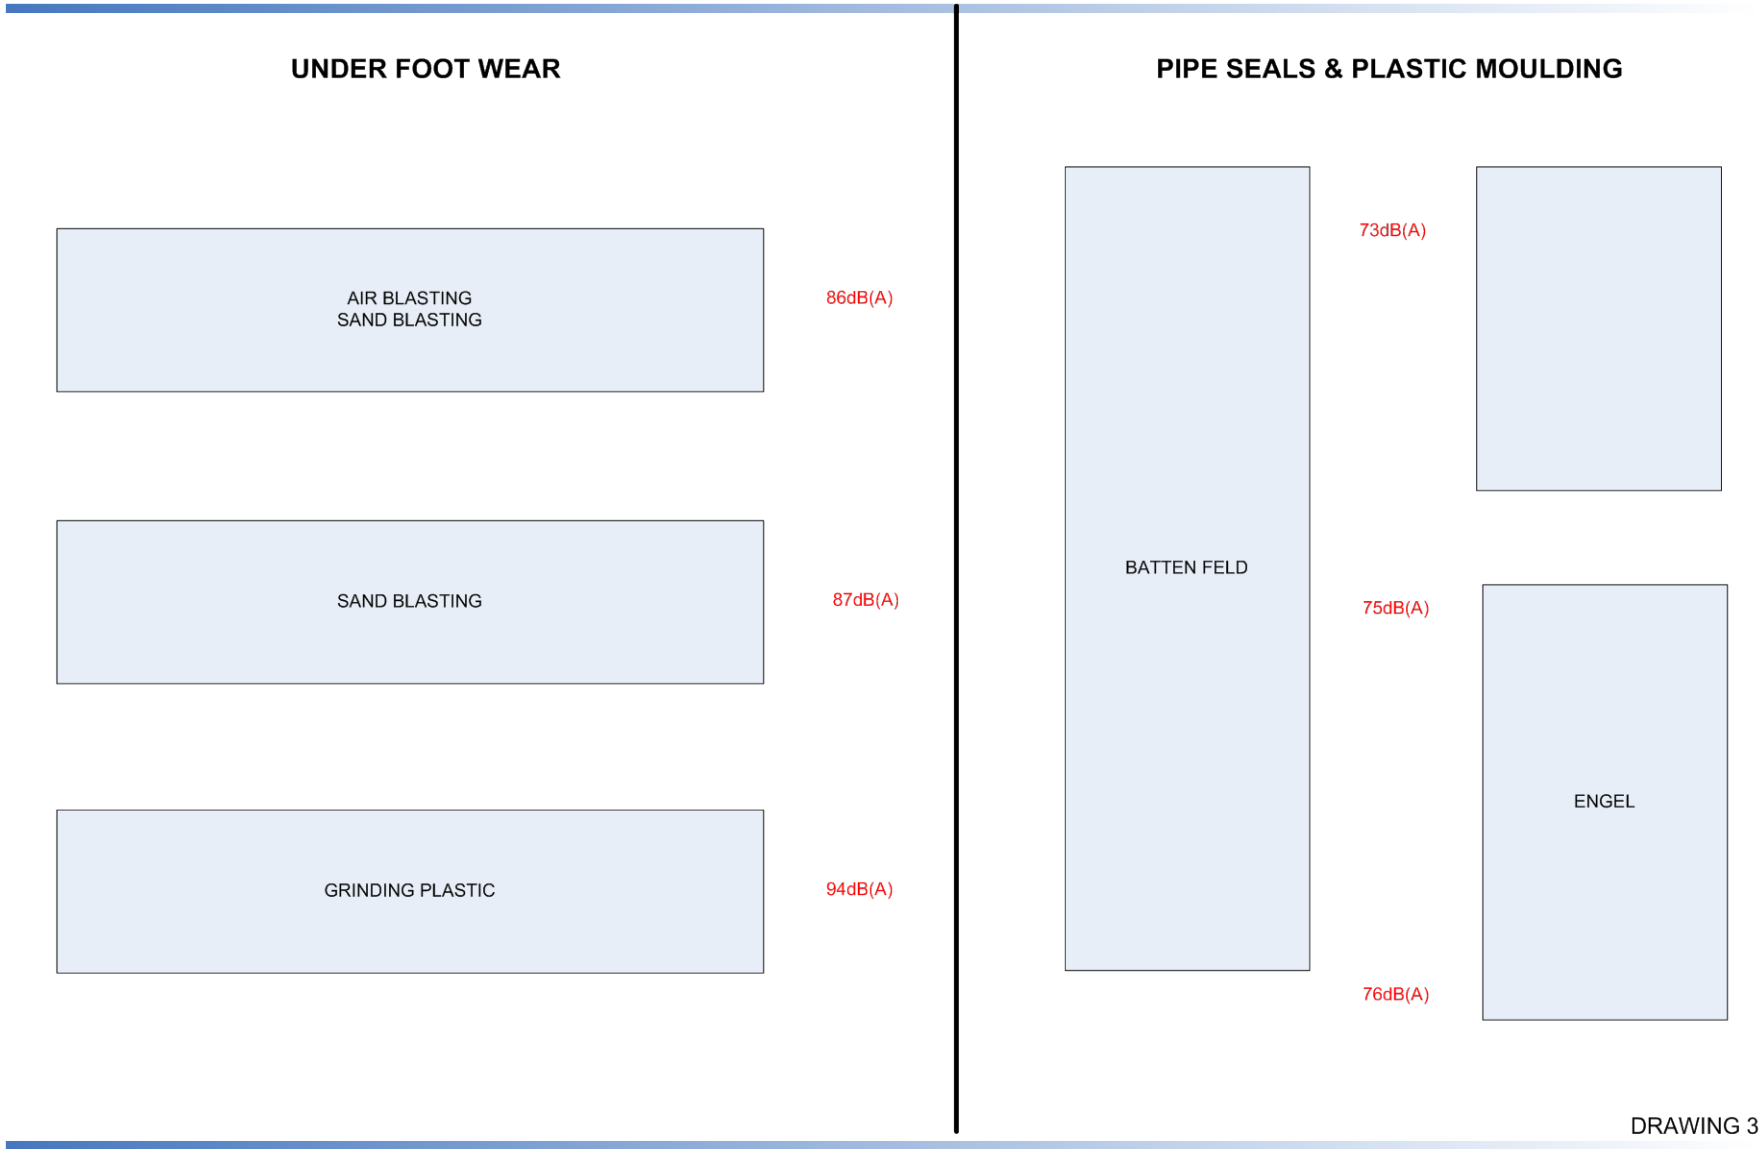 UNDER FOOT WEAR
AIR BLASTING
SAND BLASTING
86dB(A)
SAND BLASTING
87dB(A)
GRINDING PLASTIC
94dB(A)
PIPE SEALS & PLASTIC MOULDING
73dB(A)
BATTEN FELD
75dB(A)
ENGEL
76dB(A)
DRAWING 3